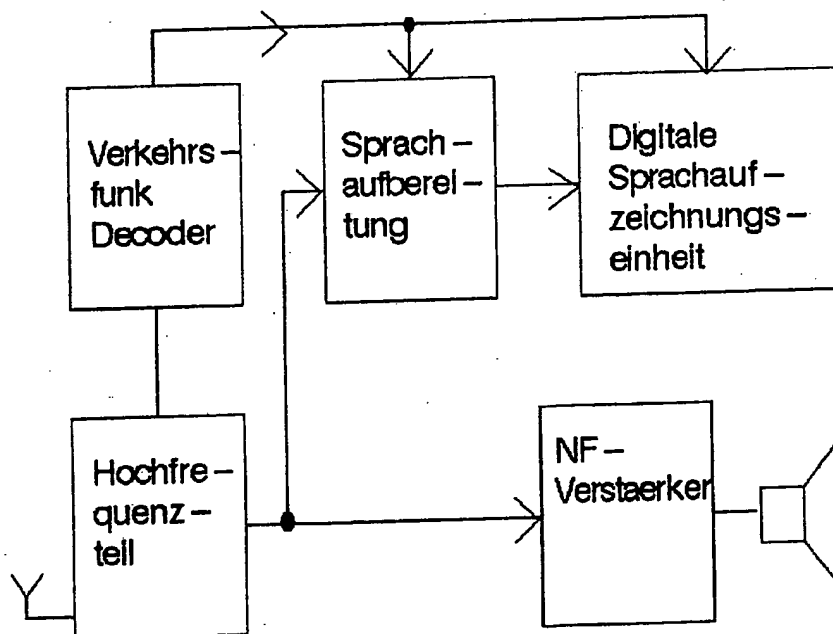 Verkehrs–
funk
Decoder
Sprach–
aufberei–
tung
Digitale
Sprachauf–
zeichnungs–
einheit
Hochfre–
quenz–
teil
NF–
Verstaerker